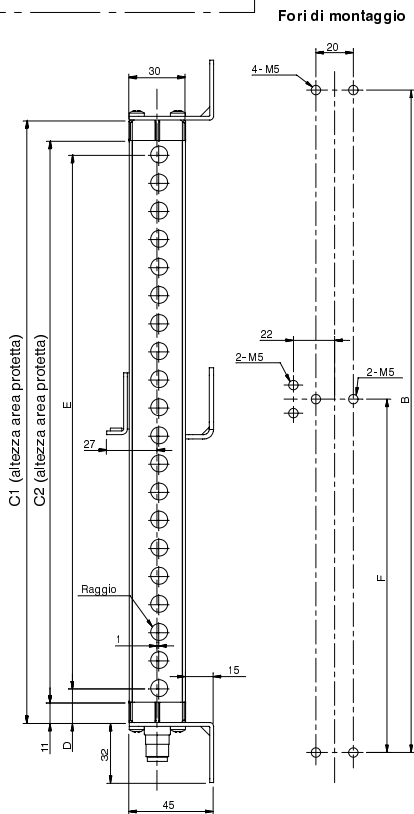 Fori di montaggio
20
30
4-M5
22
2-M5
2-M5
C1 (altezza area protetta)
C2 (altezza area protetta)
E
B
27
F
Raggio
1
15
11
D
32
45